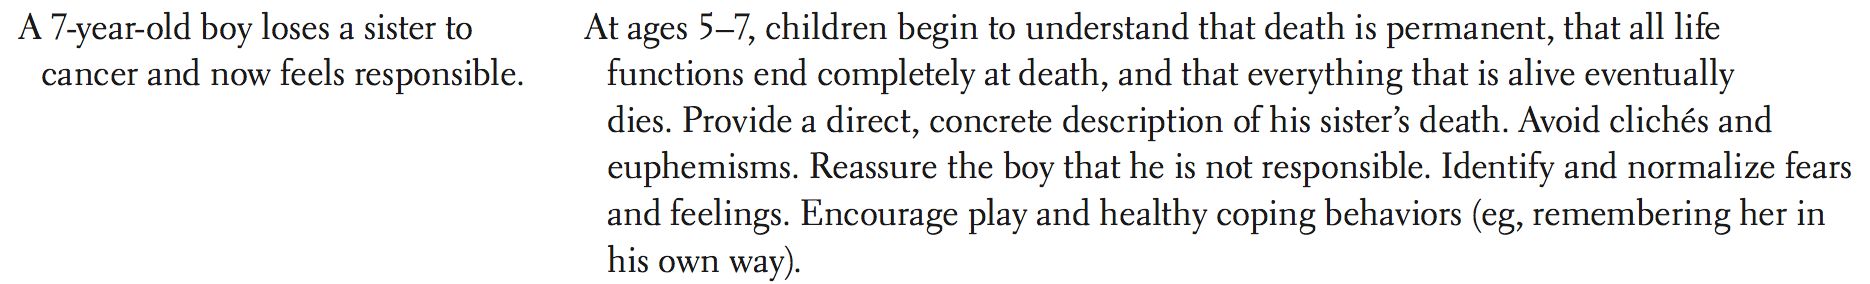 A 7-year-old boy loses a sister to
cancer and now feels responsible.
At ages 5–7, children begin to understand that death is permanent, that all life
functions end completely at death, and that everything that is alive eventually
dies. Provide a direct, concrete description of his sister’s death. Avoid clichés and
euphemisms. Reassure the boy that he is not responsible. Identify and normalize fears
and feelings. Encourage play and healthy coping behaviors (eg, remembering her in
his own way).